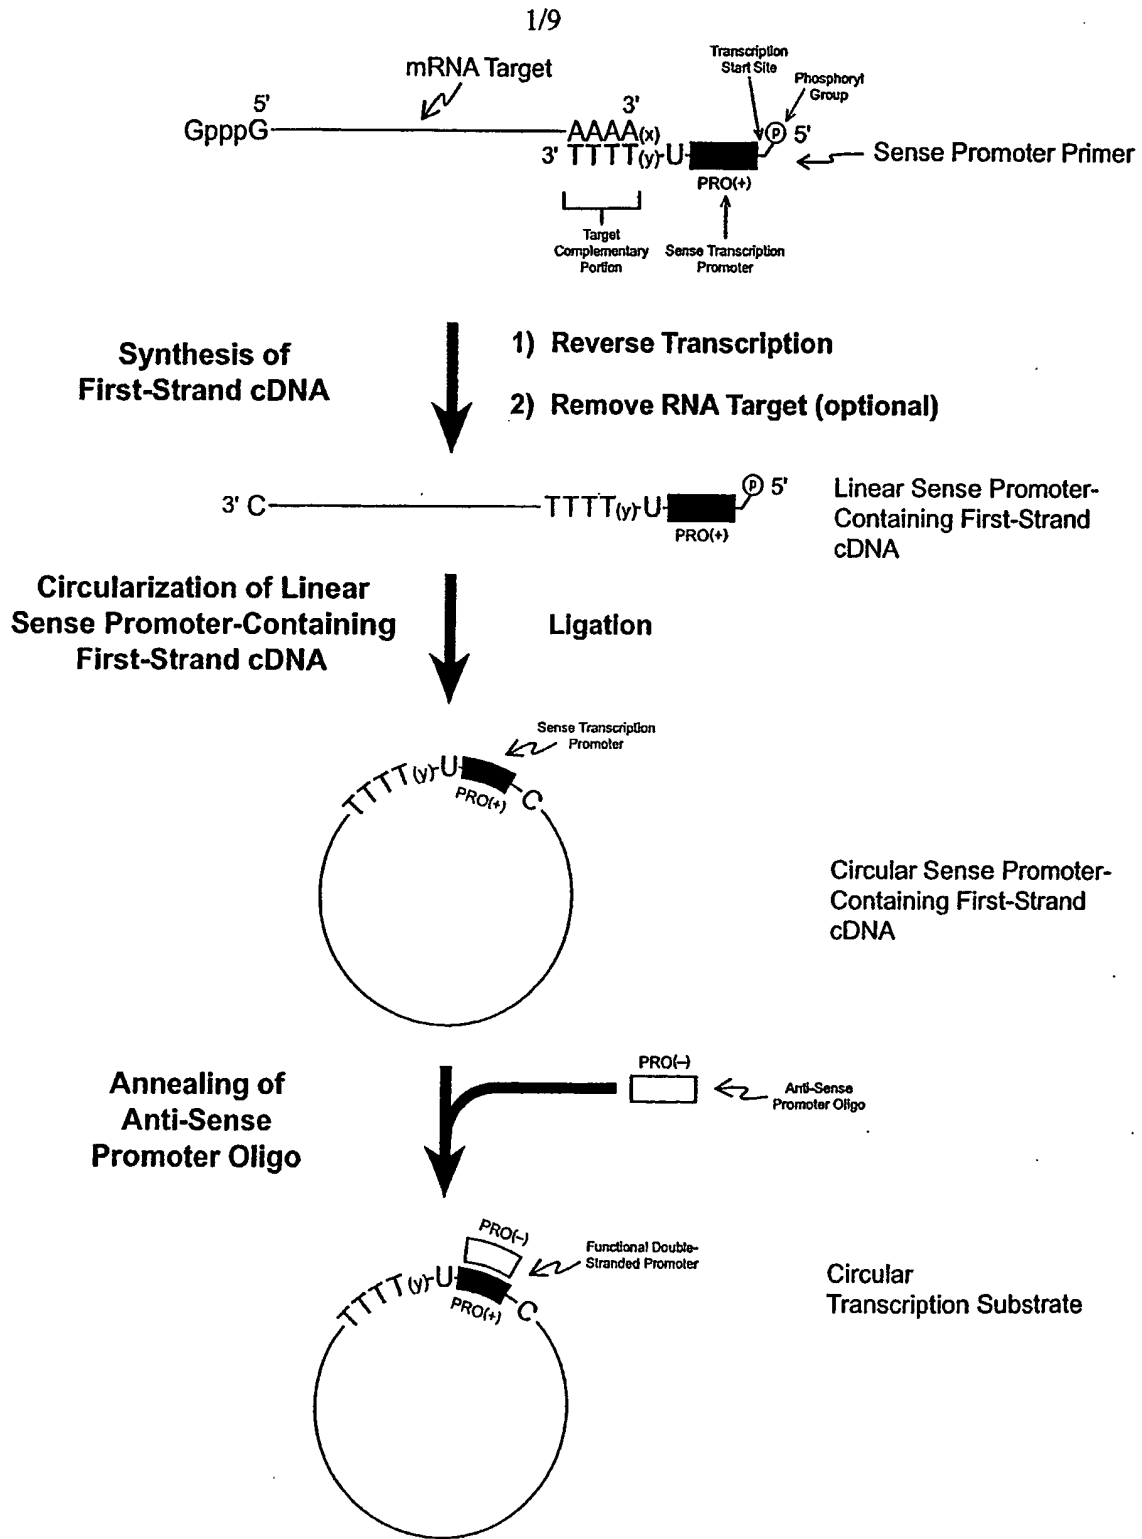 1/9
mRNA Target
Transcription
Start Site
Phosphoryl
Group
5'
3'
GpppG
AAAA(x)
P 5'
3' TTTT(y)-U
Sense Promoter Primer
PRO(+)
Target
Complementary
Portion
Sense Transcription
Promoter
Synthesis of
First-Strand cDNA
1) Reverse Transcription
2) Remove RNA Target (optional)
3' C
TTTT(y)-U
P 5'
PRO(+)
Linear Sense Promoter-
Containing First-Strand
cDNA
Circularization of Linear
Sense Promoter-Containing
First-Strand cDNA
Ligation
Sense Transcription
Promoter
TTTT(y)-U
PRO(+)
C
Circular Sense Promoter-
Containing First-Strand
cDNA
Annealing of
Anti-Sense
Promoter Oligo
PRO(–)
Anti-Sense
Promoter Oligo
PRO(–)
Functional Double-
Stranded Promoter
TTTT(y)-U
PRO(+)
C
Circular
Transcription Substrate